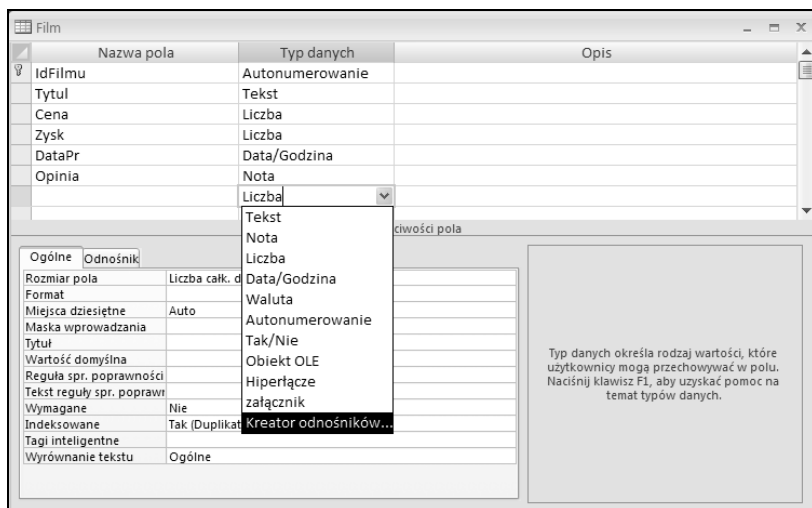 Film
Nazwa pola Typ danych Opis
IdFilmu Autonumerowanie
Tytul Tekst
Cena Liczba
Zysk Liczba
DataPr Data/Godzina
Opinia Nota
Liczba
ciwości pola
Tekst
Nota
Liczba
Data/Godzina
Waluta
Autonumerowanie
Tak/Nie
Obiekt OLE
Hiperłącze
załącznik
Kreator odnośników...
Ogólne Odnośnik
Rozmiar pola Liczba całk. d
Format
Miejsca dziesiętne Auto
Maska wprowadzania
Tytuł
Wartość domyślna
Reguła spr. poprawności
Tekst reguły spr. poprawr
Wymagane Nie
Indeksowane Tak (Duplikat
Tagi inteligentne
Wyrównanie tekstu Ogólne
Typ danych określa rodzaj wartości, które
użytkownicy mogą przechowywać w polu.
Naciśnij klawisz F1, aby uzyskać pomoc na
temat typów danych.